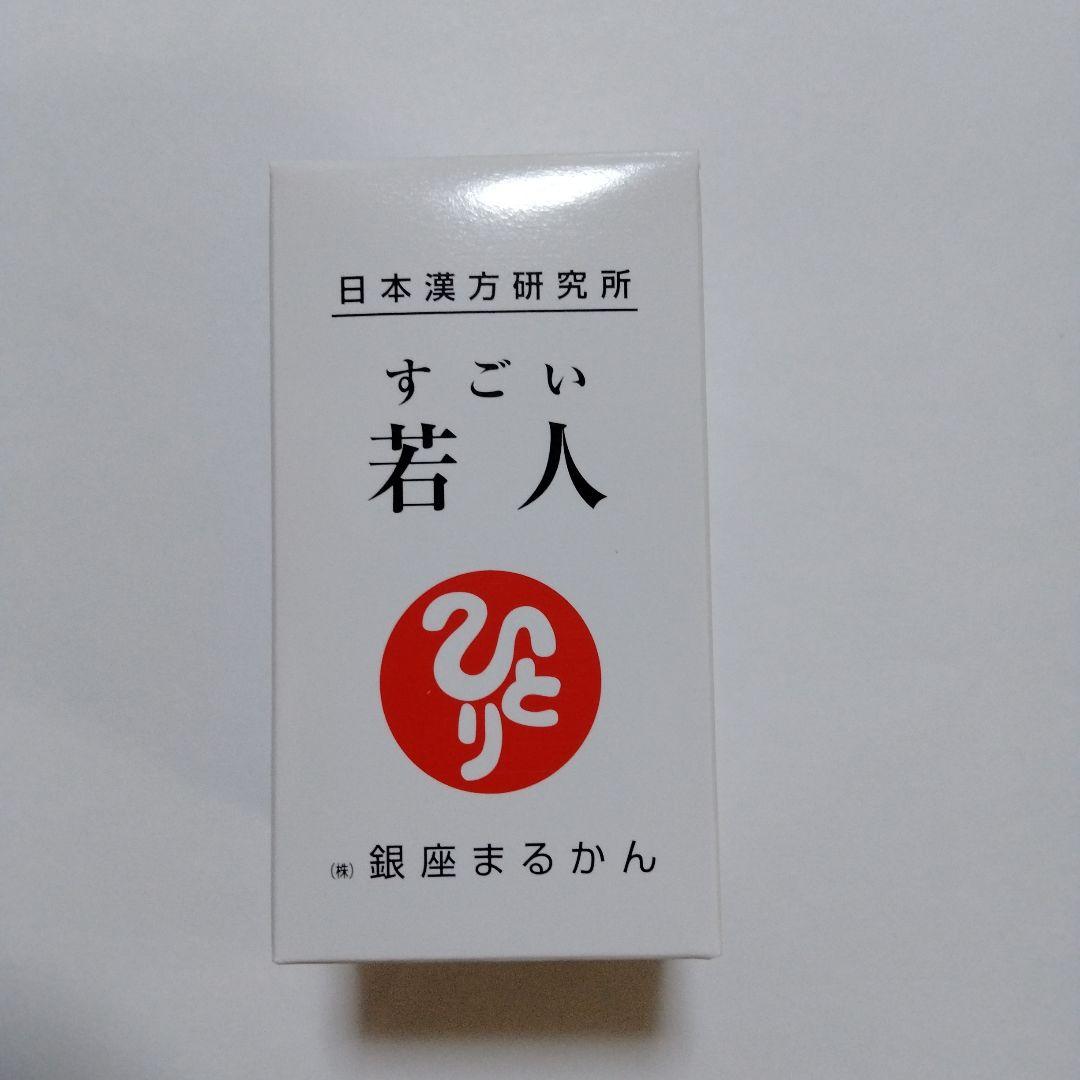 日本漢方研究所
すごい
若人
ひとり
(株)銀座まるかん